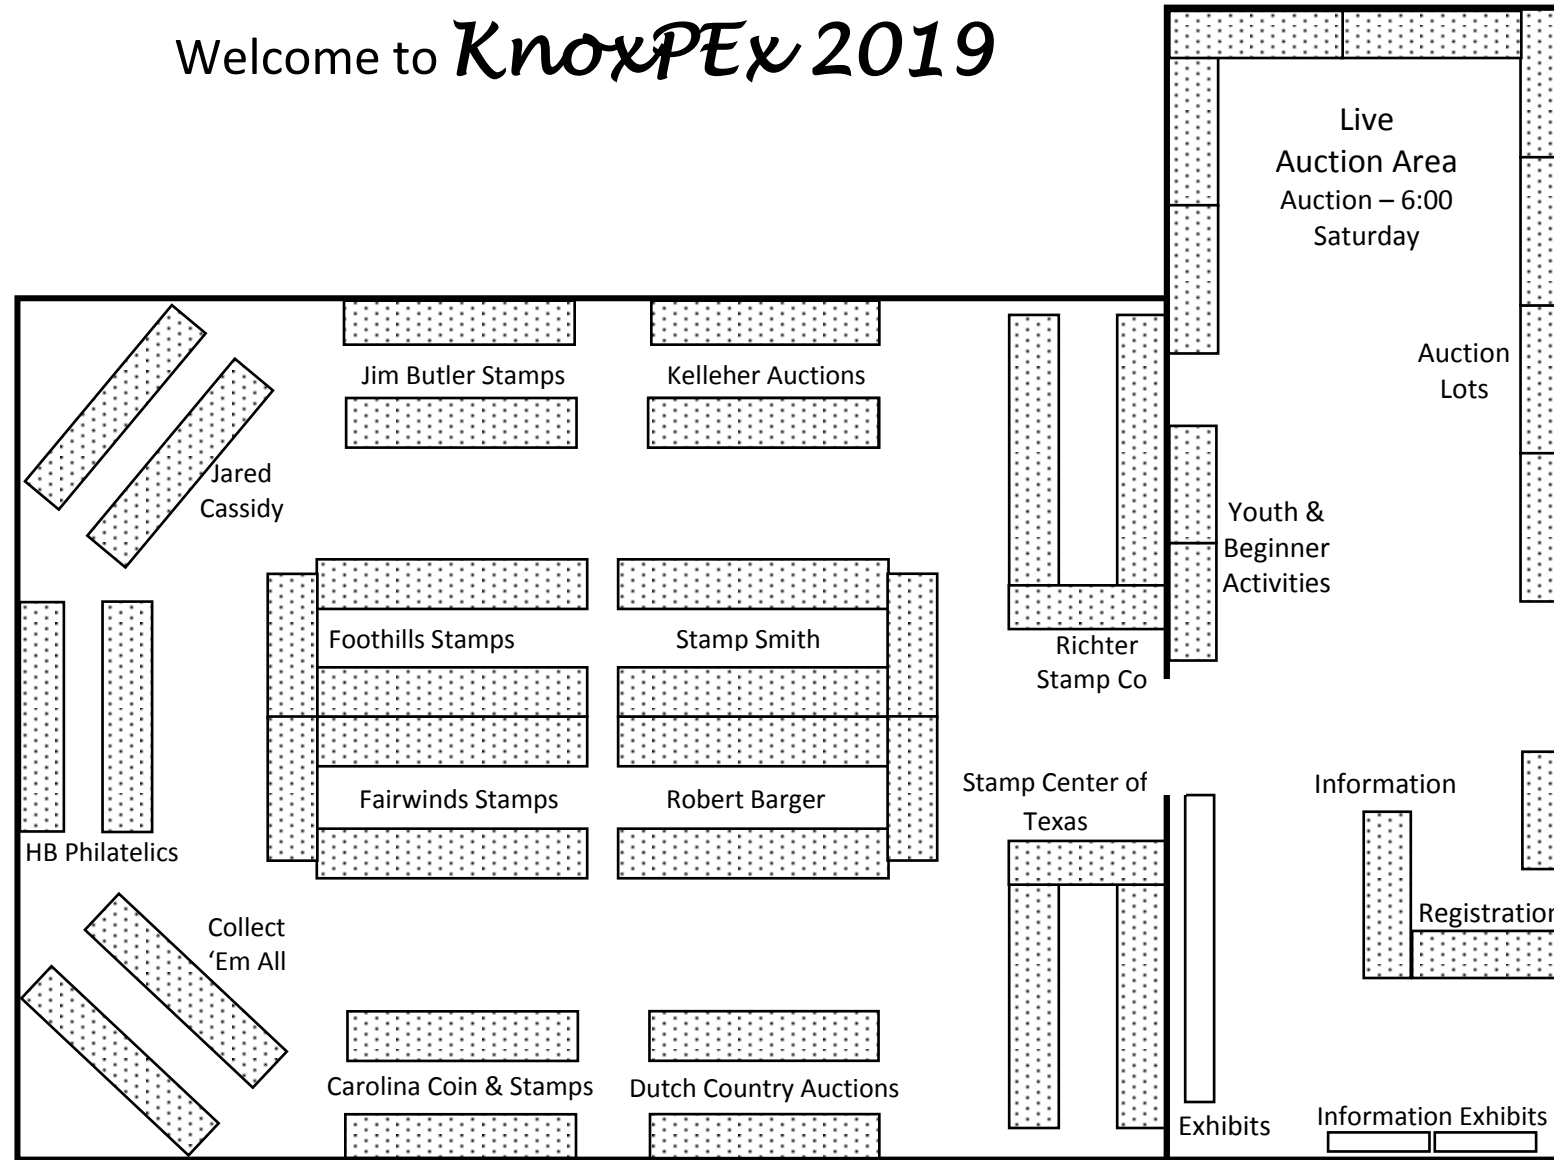 Welcome to KnoxPEx 2019
Live
Auction Area
Auction – 6:00
Saturday
Jim Butler Stamps
Kelleher Auctions
Auction
Lots
Jared
Cassidy
Youth &
Beginner
Activities
Foothills Stamps
Stamp Smith
Richter
Stamp Co
Stamp Center of
Texas
Information
Fairwinds Stamps
Robert Barger
HB Philatelics
Registration
Collect
‘Em All
Carolina Coin & Stamps
Dutch Country Auctions
Exhibits
Information Exhibits